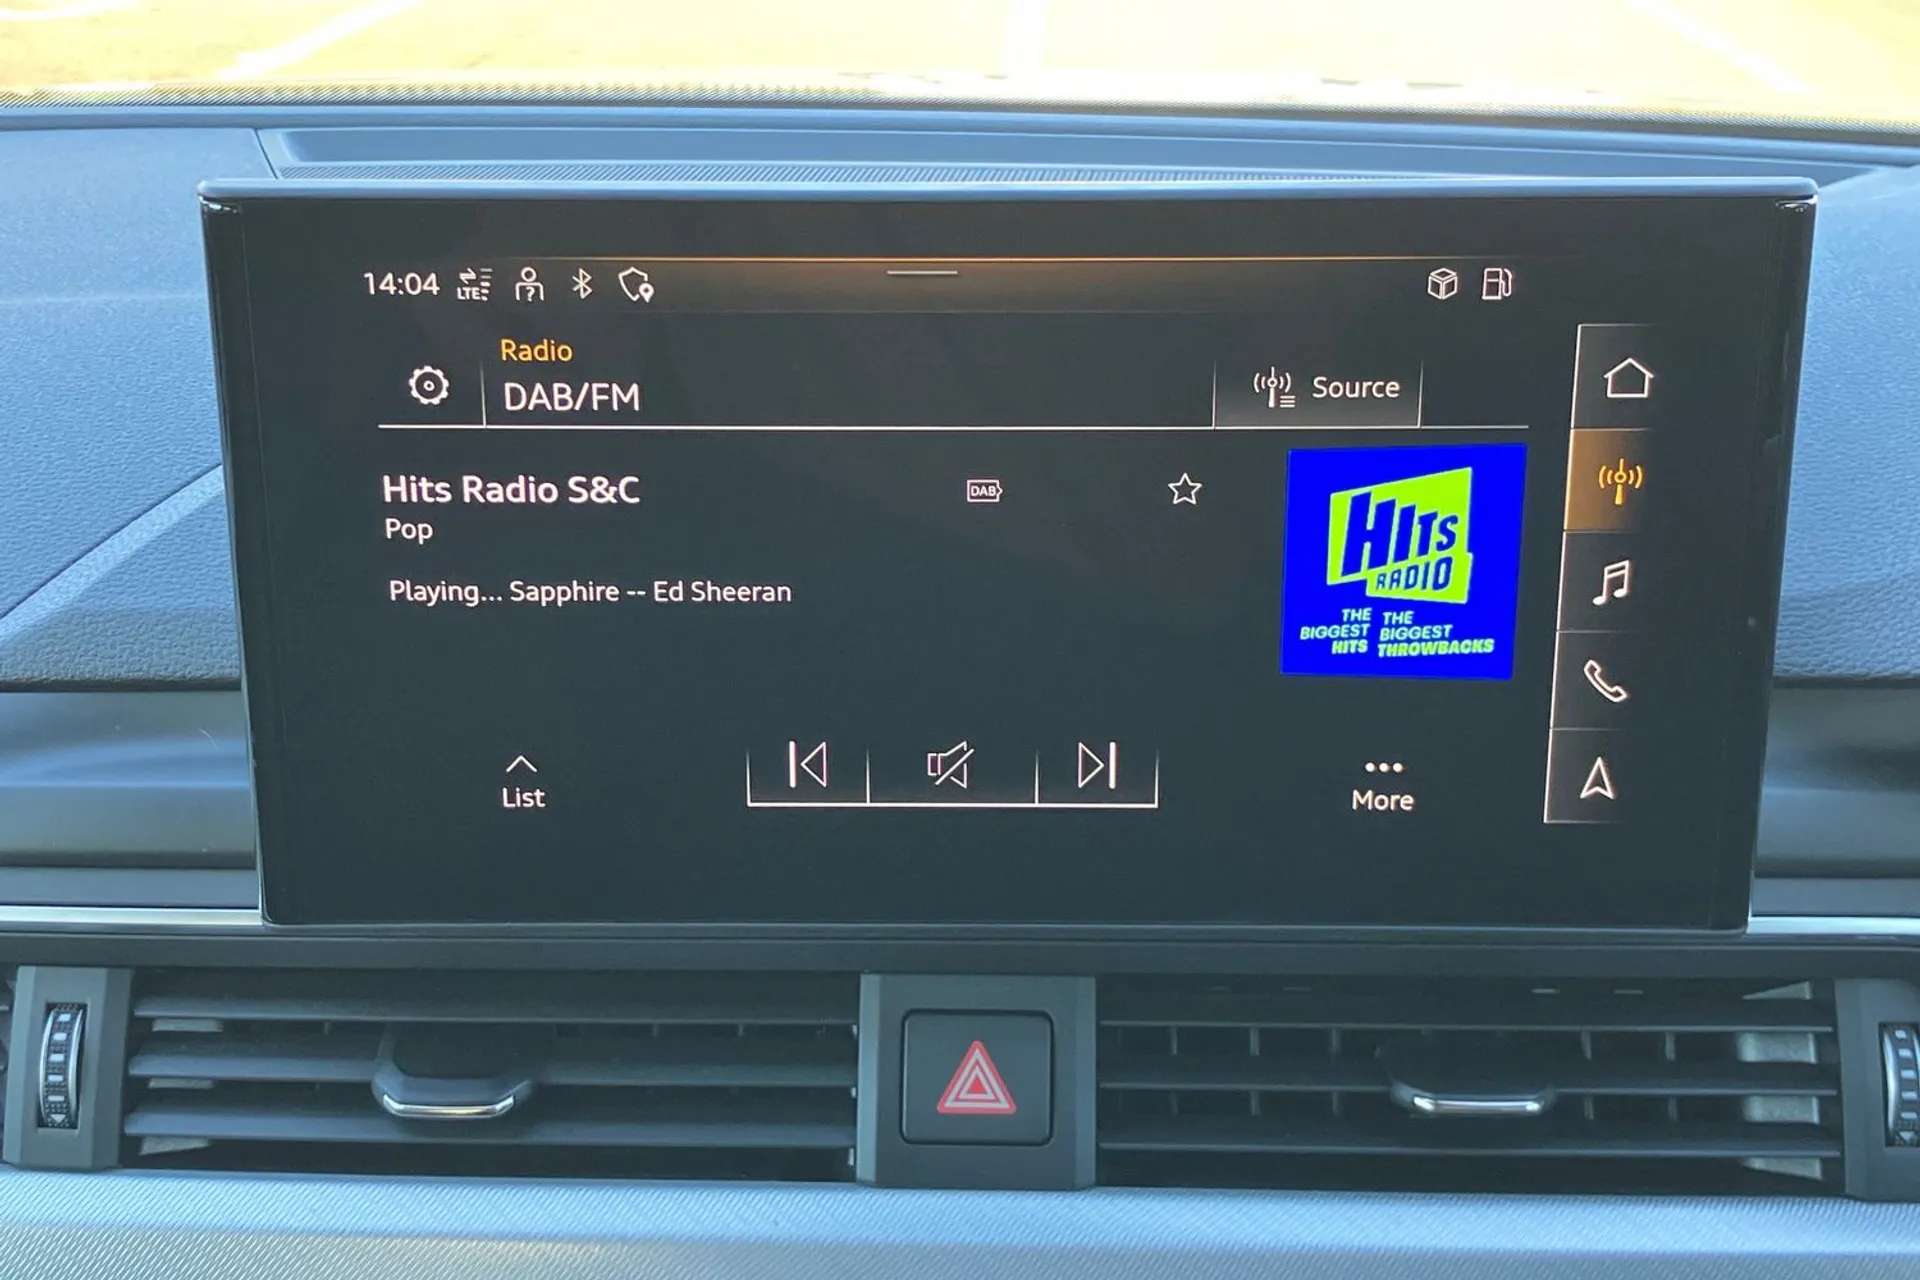 14:04
LTE
Radio
DAB/FM
Source
Hits Radio S&C
DAB
Pop
Playing... Sapphire -- Ed Sheeran
HITS
RADIO
THE BIGGEST HITS
THE BIGGEST THROWBACKS
List
More